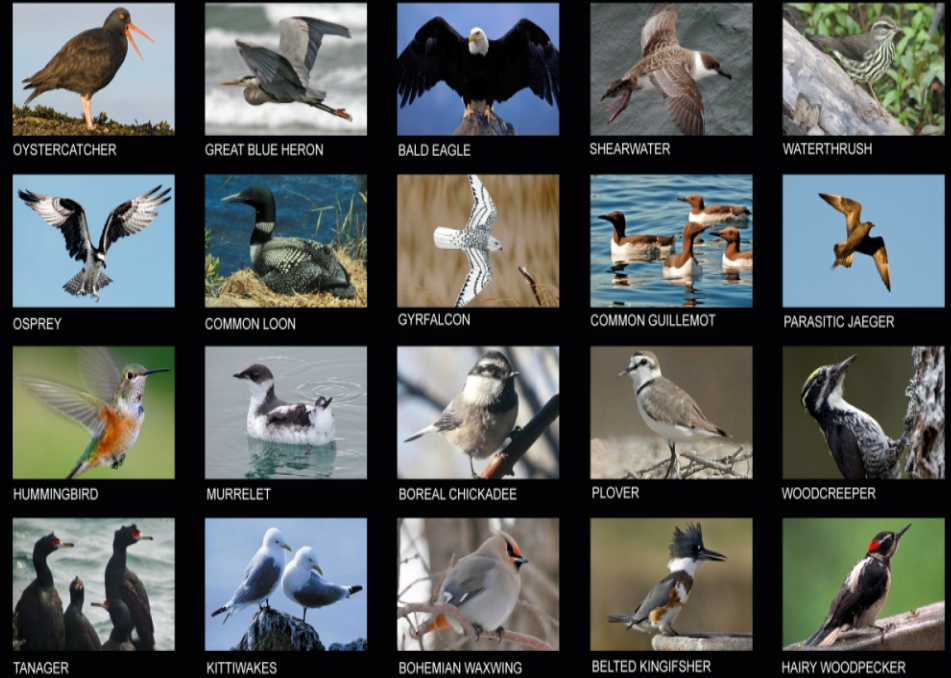 OYSTERCATCHER
GREAT BLUE HERON
BALD EAGLE
SHEARWATER
WATERTHRUSH
OSPREY
COMMON LOON
GYRFALCON
COMMON GUILLEMOT
PARASITIC JAEGER
HUMMINGBIRD
MURRELET
BOREAL CHICKADEE
PLOVER
WOODCREEPER
TANAGER
KITTIWAKES
BOHEMIAN WAXWING
BELTED KINGIFSHER
HAIRY WOODPECKER